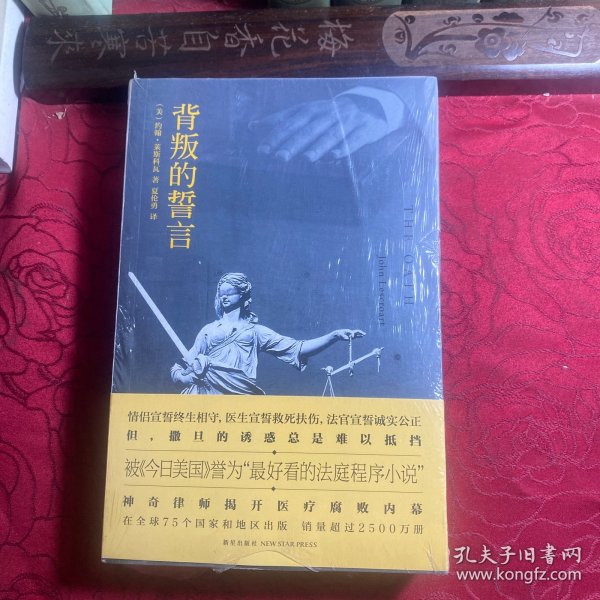 梅花香自苦寒来
背叛的誓言
（美）约翰·莱斯科瓦 著 夏伦勇 译
THE OATH
John Lescroart
情侣宣誓终生相守，医生宣誓救死扶伤，法官宣誓诚实公正
但，撒旦的诱惑总是难以抵挡
被《今日美国》誉为“最好看的法庭程序小说”
神奇律师揭开医疗腐败内幕
在全球75个国家和地区出版 销量超过2500万册
新星出版社 NEW STAR PRESS
孔夫子旧书网
www.kongfz.com